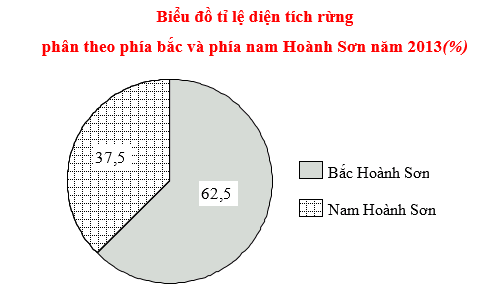 Biểu đồ tỉ lệ diện tích rừng
phân theo phía bắc và phía nam Hoành Sơn năm 2013(%)
37,5
62,5
Bắc Hoành Sơn
Nam Hoành Sơn